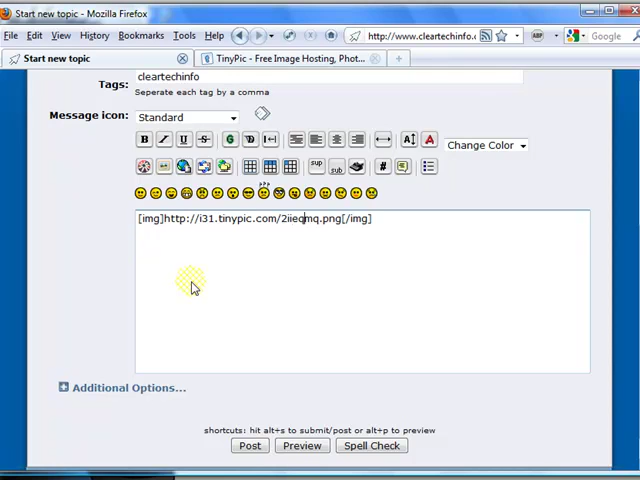 Start new topic - Mozilla Firefox
File Edit View History Bookmarks Tools Help http://www.cleartechinfo.c Google
Start new topic TinyPic - Free Image Hosting, Phot...
Tags: cleartechinfo
Seperate each tag by a comma
Message icon: Standard
B I U S G
A Change Color
sup sub #
[img]http://i31.tinypic.com/2iieqmq.png[/img]
Additional Options...
shortcuts: hit alt+s to submit/post or alt+p to preview
Post Preview Spell Check